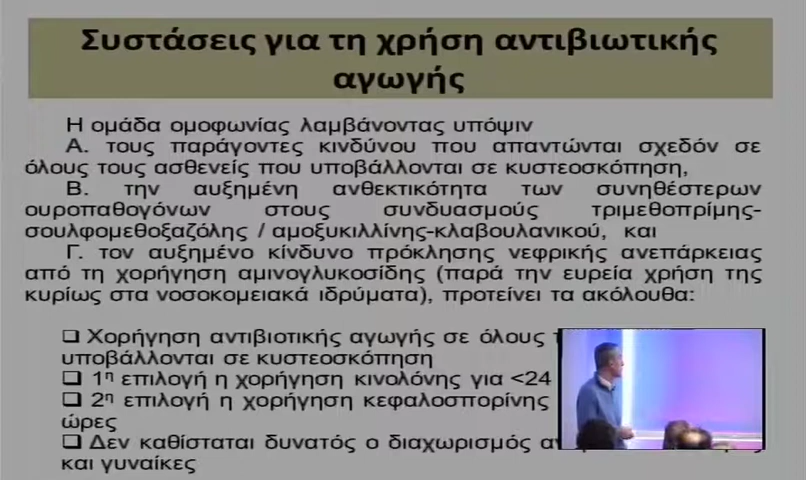 Συστάσεις για τη χρήση αντιβιωτικής
αγωγής
Η ομάδα ομοφωνίας λαμβάνοντας υπόψιν
Α. τους παράγοντες κινδύνου που απαντώνται σχεδόν σε
όλους τους ασθενείς που υποβάλλονται σε κυστεοσκόπηση,
Β. την αυξημένη ανθεκτικότητα των συνηθέστερων
ουροπαθογόνων στους συνδυασμούς τριμεθοπρίμης-
σουλφομεθοξαζόλης / αμοξυκιλλίνης-κλαβουλανικού, και
Γ. τον αυξημένο κίνδυνο πρόκλησης νεφρικής ανεπάρκειας
από τη χορήγηση αμινογλυκοσίδης (παρά την ευρεία χρήση της
κυρίως στα νοσοκομειακά ιδρύματα), προτείνει τα ακόλουθα:
❑ Χορήγηση αντιβιοτικής αγωγής σε όλους
υποβάλλονται σε κυστεοσκόπηση
❑ 1η επιλογή η χορήγηση κινολόνης για <24
❑ 2η επιλογή η χορήγηση κεφαλοσπορίνης
ώρες
❑ Δεν καθίσταται δυνατός ο διαχωρισμός
και γυναίκες